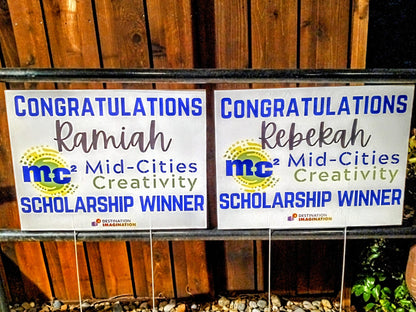 CONGRATULATIONS
Ramiah
mc² Mid-Cities
Creativity
SCHOLARSHIP WINNER
DESTINATION
IMAGINATION
CONGRATULATIONS
Rebekah
mc² Mid-Cities
Creativity
SCHOLARSHIP WINNER
DESTINATION
IMAGINATION